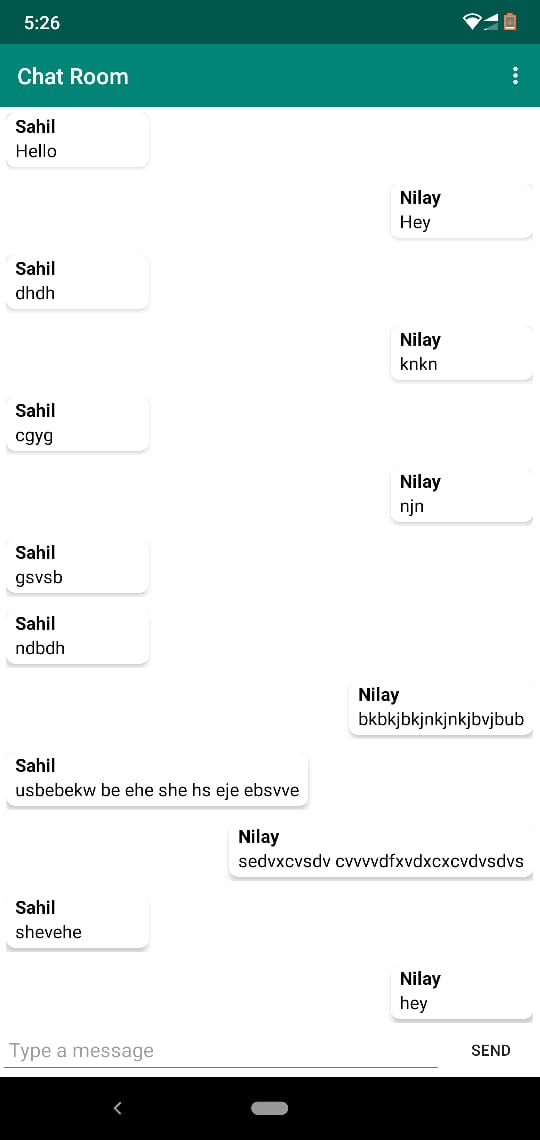 5:26
Chat Room
Sahil
Hello
Nilay
Hey
Sahil
dhdh
Nilay
knkn
Sahil
cgyg
Nilay
njn
Sahil
gsvsb
Sahil
ndbdh
Nilay
bkbkjbkjnkjnkjbvjbub
Sahil
usbebekw be ehe she hs eje ebsvve
Nilay
sedvxcvsdv cvvvvdfxvdxcxcvdvsdvs
Sahil
shevehe
Nilay
hey
Type a message
SEND